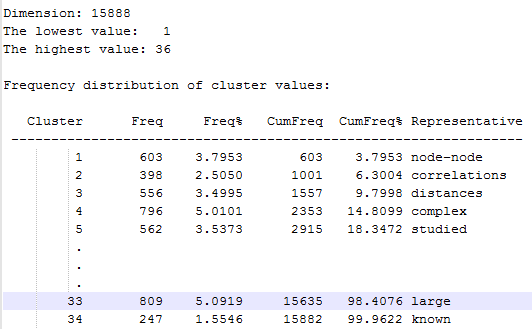 Dimension: 15888
The lowest value:   1
The highest value: 36
Frequency distribution of cluster values:
Cluster Freq Freq% CumFreq CumFreq% Representative
---------------------------------------------------------------
1 603 3.7953 603 3.7953 node-node
2 398 2.5050 1001 6.3004 correlations
3 556 3.4995 1557 9.7998 distances
4 796 5.0101 2353 14.8099 complex
5 562 3.5373 2915 18.3472 studied
.
.
.
33 809 5.0919 15635 98.4076 large
34 247 1.5546 15882 99.9622 known